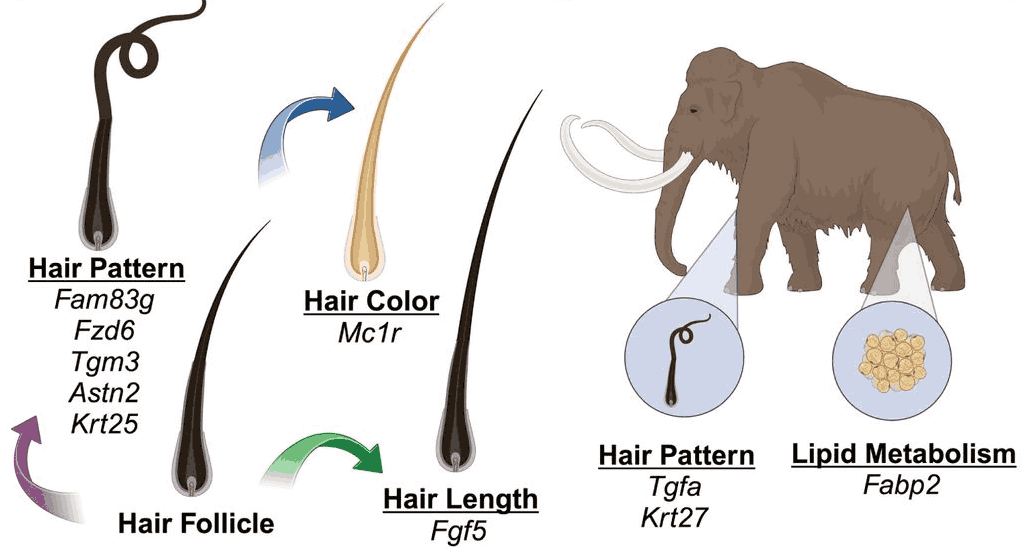 Hair Pattern
Fam83g
Fzd6
Tgm3
Astn2
Krt25
Hair Follicle
Hair Color
Mc1r
Hair Length
Fgf5
Hair Pattern
Tgfa
Krt27
Lipid Metabolism
Fabp2